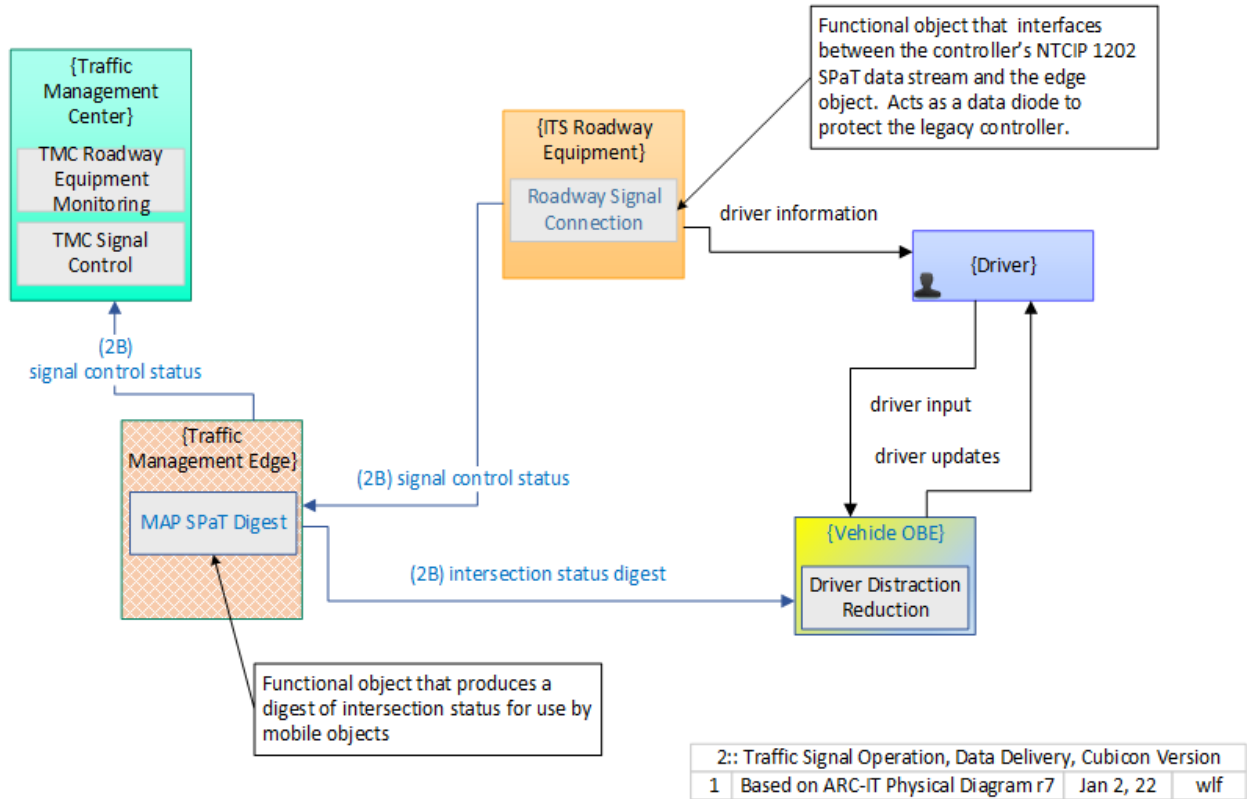 {Traffic
Management
Center}
TMC Roadway
Equipment
Monitoring
TMC Signal
Control
(2B)
signal control status
{Traffic
Management Edge}
MAP SPaT Digest
Functional object that produces a
digest of intersection status for use by
mobile objects
{ITS Roadway
Equipment}
Roadway Signal
Connection
(2B) signal control status
(2B) intersection status digest
Functional object that  interfaces
between the controller's NTCIP 1202
SPaT data stream and the edge
object.  Acts as a data diode to
protect the legacy controller.
driver information
{Driver}
driver input
driver updates
{Vehicle OBE}
Driver Distraction
Reduction
2:: Traffic Signal Operation, Data Delivery, Cubicon Version
1 Based on ARC-IT Physical Diagram r7 Jan 2, 22 wlf